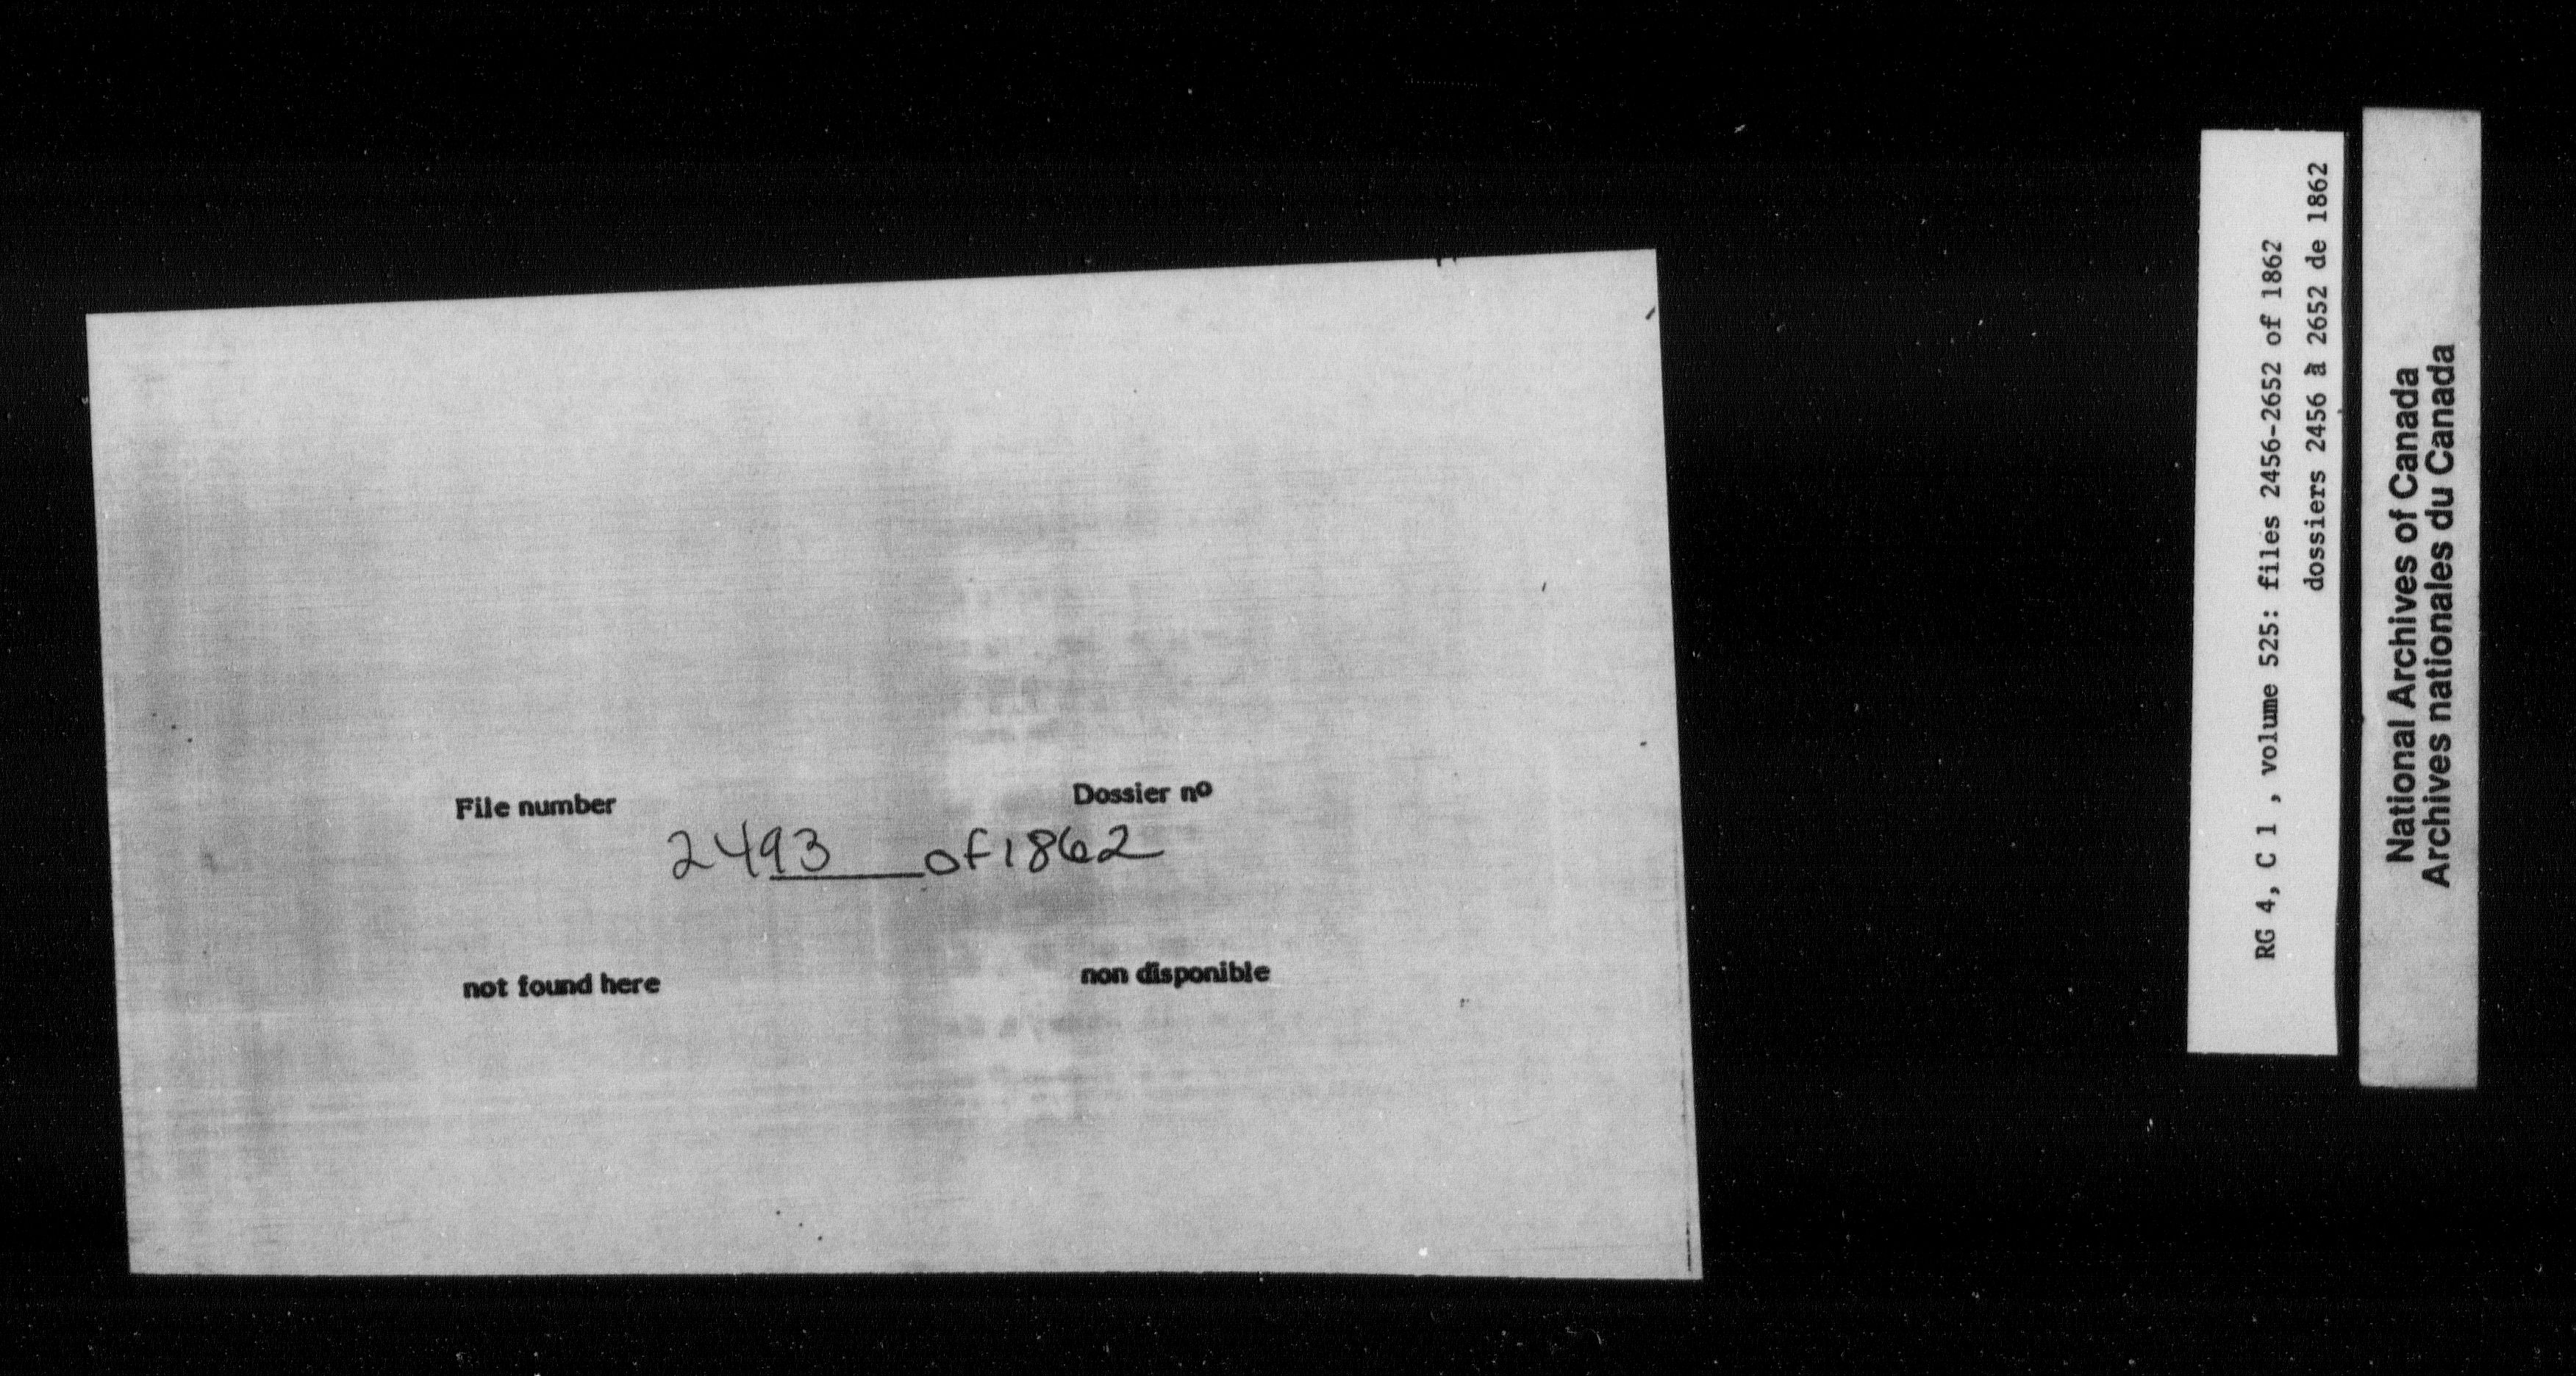 File number
Dossier nº
2493 of 1862
not found here
non disponible
RG 4, C 1 , volume 525: files 2456-2652 of 1862
dossiers 2456 à 2652 de 1862
National Archives of Canada
Archives nationales du Canada